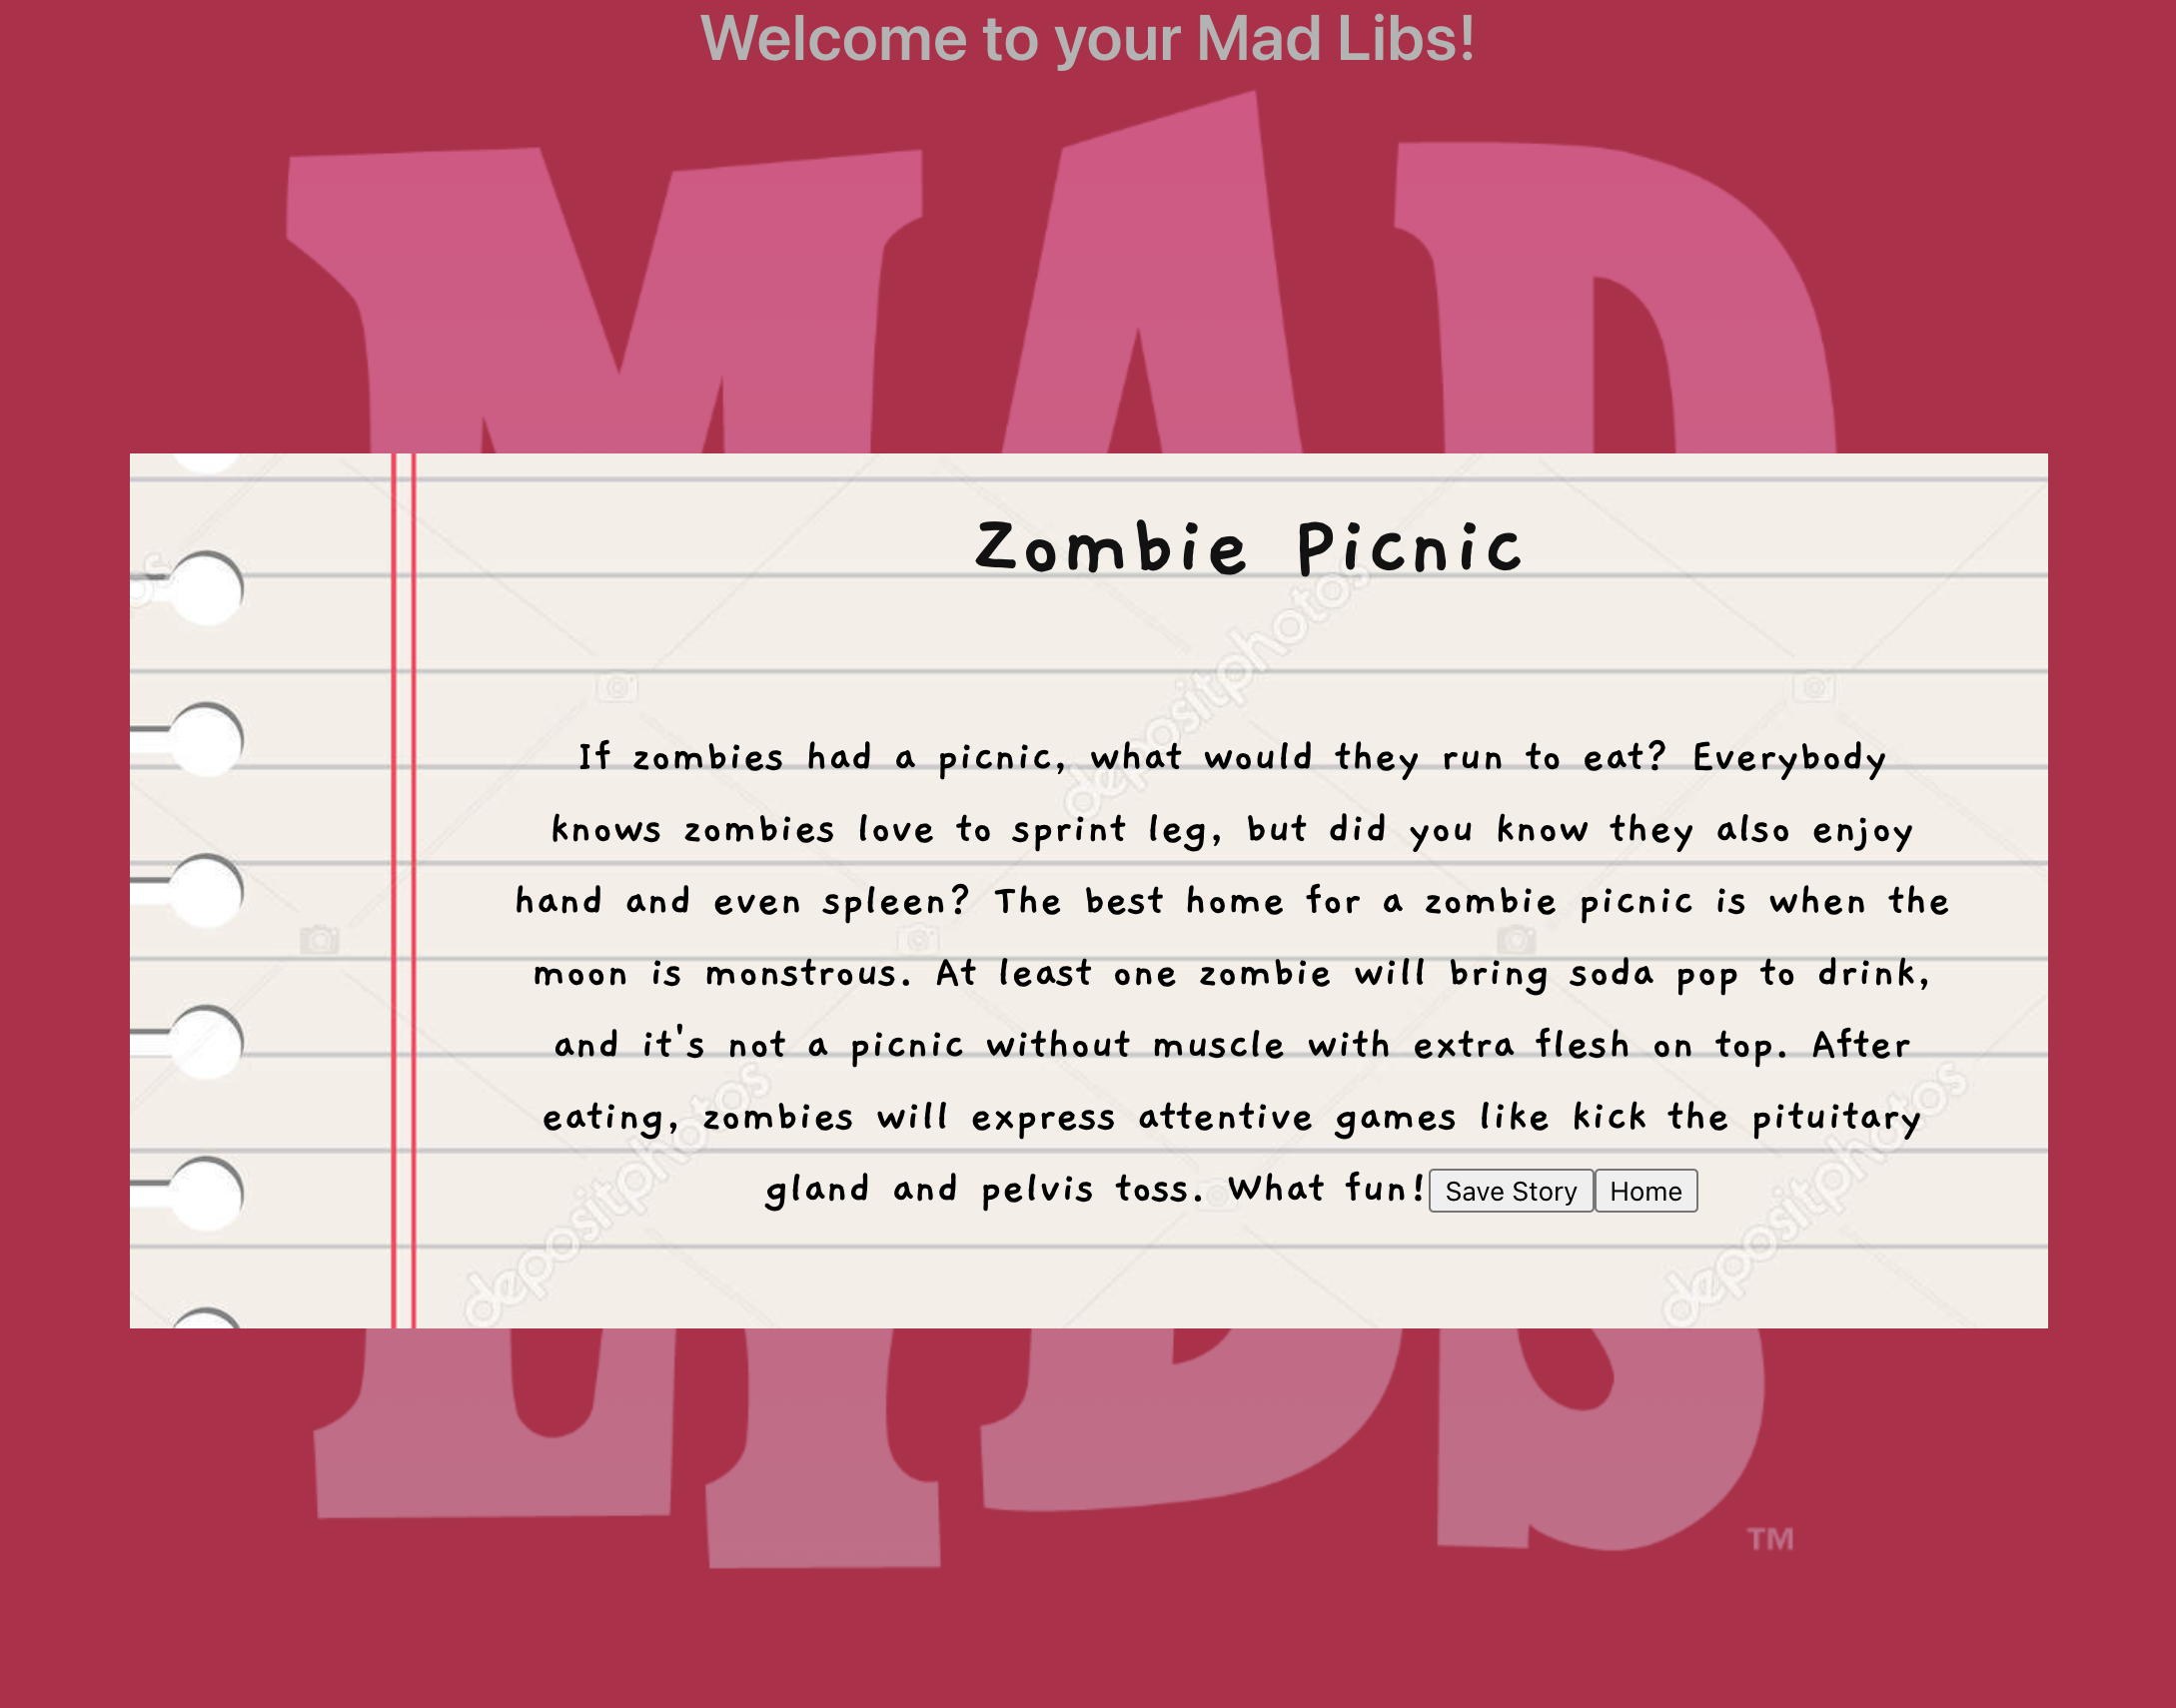 Welcome to your Mad Libs!
MAD
Zombie Picnic
If zombies had a picnic, what would they run to eat? Everybody
knows zombies love to sprint leg, but did you know they also enjoy
hand and even spleen? The best home for a zombie picnic is when the
moon is monstrous. At least one zombie will bring soda pop to drink,
and it's not a picnic without muscle with extra flesh on top. After
eating, zombies will express attentive games like kick the pituitary
gland and pelvis toss. What fun! Save Story Home
depositphotos
depositphotos
depositphotos
LIBS
TM